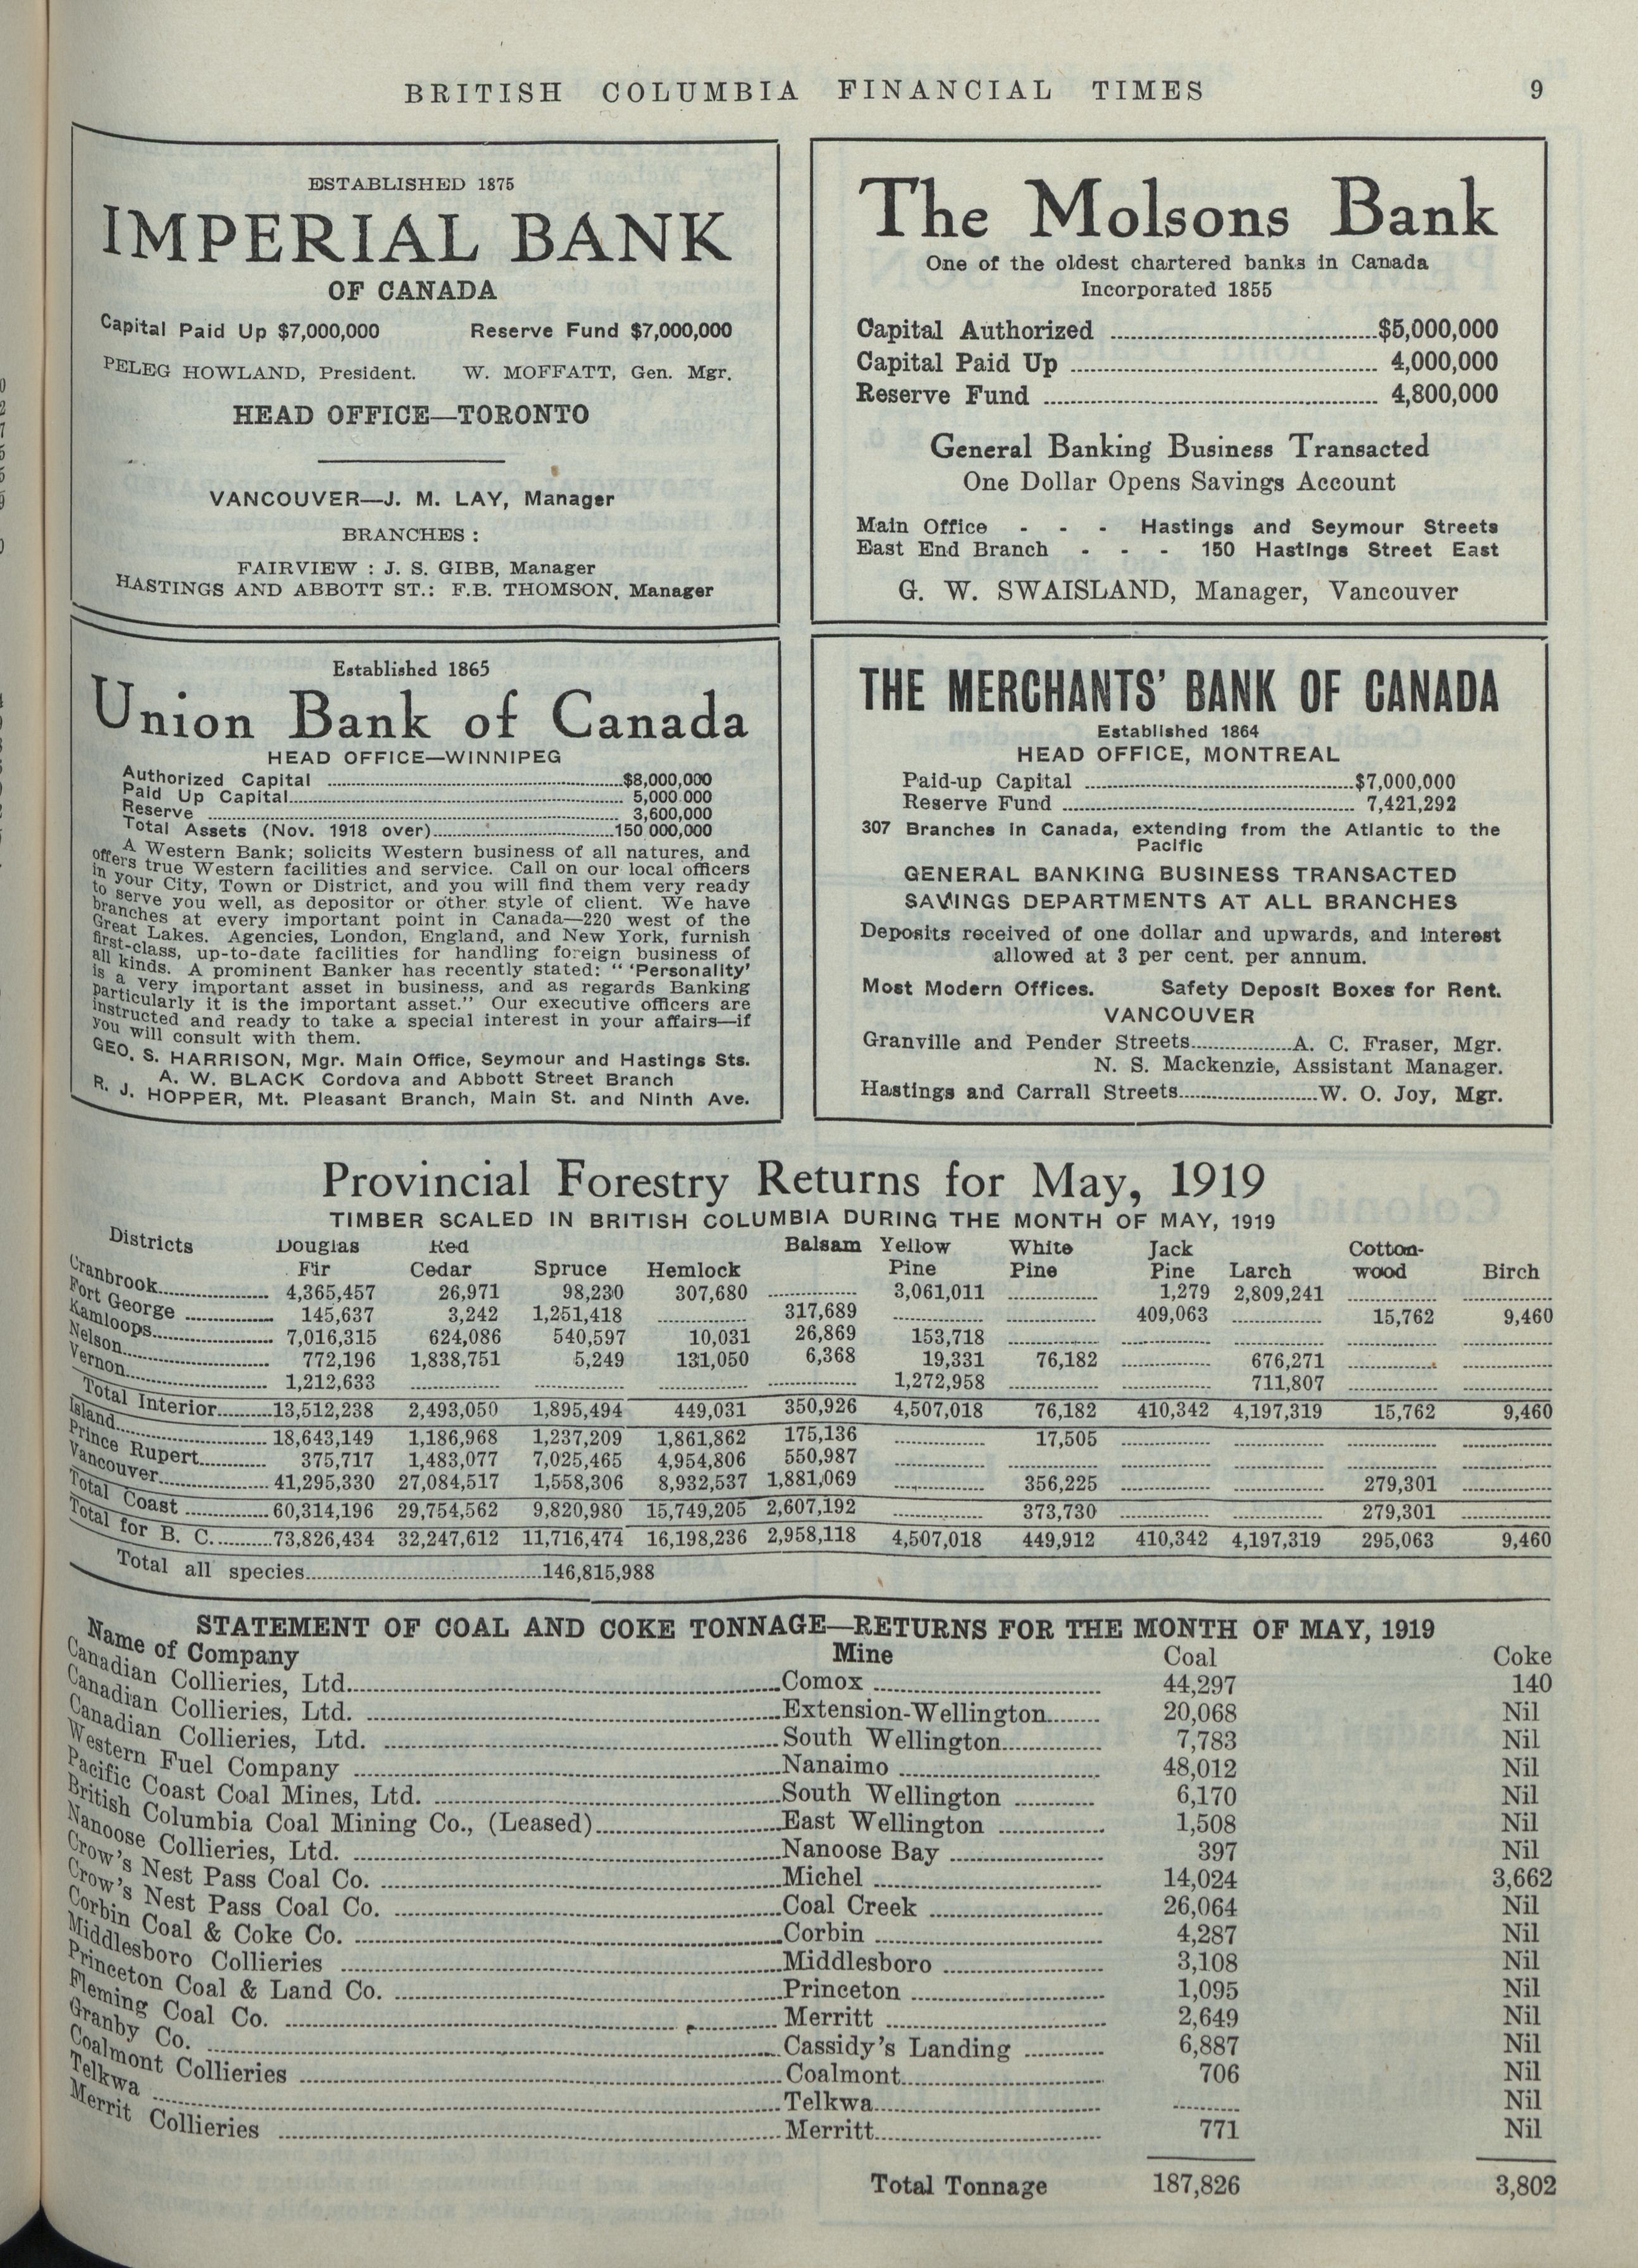 BRITISH COLUMBIA FINANCIAL TIMES 9
ESTABLISHED 1875
IMPERIAL BANK
OF CANADA
Capital Paid Up $7,000,000 Reserve Fund $7,000,000
PELEG HOWLAND, President. W. MOFFATT, Gen. Mgr.
HEAD OFFICE—TORONTO
VANCOUVER—J. M. LAY, Manager
BRANCHES :
FAIRVIEW : J. S. GIBB, Manager
HASTINGS AND ABBOTT ST.: F.B. THOMSON, Manager
The Molsons Bank
One of the oldest chartered banks in Canada
Incorporated 1855
Capital Authorized ........ $5,000,000
Capital Paid Up ........ 4,000,000
Reserve Fund ........ 4,800,000
General Banking Business Transacted
One Dollar Opens Savings Account
Main Office - - - Hastings and Seymour Streets
East End Branch - - - 150 Hastings Street East
G. W. SWAISLAND, Manager, Vancouver
Established 1865
Union Bank of Canada
HEAD OFFICE—WINNIPEG
Authorized Capital ........ $8,000,000
Paid Up Capital ........ 5,000 000
Reserve ........ 3,600,000
Total Assets (Nov. 1918 over) ........ 150 000,000
A Western Bank; solicits Western business of all natures, and
offers true Western facilities and service. Call on our local officers
in your City, Town or District, and you will find them very ready
to serve you well, as depositor or other style of client. We have
branches at every important point in Canada—220 west of the
Great Lakes. Agencies, London, England, and New York, furnish
first-class, up-to-date facilities for handling foreign business of
all kinds. A prominent Banker has recently stated: " 'Personality'
is a very important asset in business, and as regards Banking
particularly it is the important asset." Our executive officers are
instructed and ready to take a special interest in your affairs—if
you will consult with them.
GEO. S. HARRISON, Mgr. Main Office, Seymour and Hastings Sts.
A. W. BLACK Cordova and Abbott Street Branch
R. J. HOPPER, Mt. Pleasant Branch, Main St. and Ninth Ave.
THE MERCHANTS' BANK OF CANADA
Established 1864
HEAD OFFICE, MONTREAL
Paid-up Capital ........ $7,000,000
Reserve Fund ........ 7,421,292
307 Branches in Canada, extending from the Atlantic to the
Pacific
GENERAL BANKING BUSINESS TRANSACTED
SAVINGS DEPARTMENTS AT ALL BRANCHES
Deposits received of one dollar and upwards, and interest
allowed at 3 per cent. per annum.
Most Modern Offices. Safety Deposit Boxes for Rent.
VANCOUVER
Granville and Pender Streets ........ A. C. Fraser, Mgr.
N. S. Mackenzie, Assistant Manager.
Hastings and Carrall Streets ........ W. O. Joy, Mgr.
Provincial Forestry Returns for May, 1919
TIMBER SCALED IN BRITISH COLUMBIA DURING THE MONTH OF MAY, 1919
Districts Douglas Red Balsam Yellow White Jack Cotton-
Fir Cedar Spruce Hemlock Pine Pine Pine Larch wood Birch
Cranbrook ........ 4,365,457 26,971 98,230 307,680 ........ 3,061,011 ........ 1,279 2,809,241 ........ ........
Fort George ........ 145,637 3,242 1,251,418 ........ 317,689 ........ ........ 409,063 ........ 15,762 9,460
Kamloops ........ 7,016,315 624,086 540,597 10,031 26,869 153,718 ........ ........ ........ ........ ........
Nelson ........ 772,196 1,838,751 5,249 131,050 6,368 19,331 76,182 ........ 676,271 ........ ........
Vernon ........ 1,212,633 ........ ........ ........ ........ 1,272,958 ........ ........ 711,807 ........ ........
Total Interior ........ 13,512,238 2,493,050 1,895,494 449,031 350,926 4,507,018 76,182 410,342 4,197,319 15,762 9,460
Island ........ 18,643,149 1,186,968 1,237,209 1,861,862 175,136 ........ 17,505 ........ ........ ........ ........
Prince Rupert ........ 375,717 1,483,077 7,025,465 4,954,806 550,987 ........ ........ ........ ........ ........ ........
Vancouver ........ 41,295,330 27,084,517 1,558,306 8,932,537 1,881,069 ........ 356,225 ........ ........ 279,301 ........
Total Coast ........ 60,314,196 29,754,562 9,820,980 15,749,205 2,607,192 ........ 373,730 ........ ........ 279,301 ........
Total for B. C. ........ 73,826,434 32,247,612 11,716,474 16,198,236 2,958,118 4,507,018 449,912 410,342 4,197,319 295,063 9,460
Total all species ........ 146,815,988
STATEMENT OF COAL AND COKE TONNAGE—RETURNS FOR THE MONTH OF MAY, 1919
Name of Company Mine Coal Coke
Canadian Collieries, Ltd. ........ Comox ........ 44,297 140
Canadian Collieries, Ltd. ........ Extension-Wellington ........ 20,068 Nil
Canadian Collieries, Ltd. ........ South Wellington ........ 7,783 Nil
Western Fuel Company ........ Nanaimo ........ 48,012 Nil
Pacific Coast Coal Mines, Ltd. ........ South Wellington ........ 6,170 Nil
British Columbia Coal Mining Co., (Leased) ........ East Wellington ........ 1,508 Nil
Nanoose Collieries, Ltd. ........ Nanoose Bay ........ 397 Nil
Crow's Nest Pass Coal Co. ........ Michel ........ 14,024 3,662
Crow's Nest Pass Coal Co. ........ Coal Creek ........ 26,064 Nil
Corbin Coal & Coke Co. ........ Corbin ........ 4,287 Nil
Middlesboro Collieries ........ Middlesboro ........ 3,108 Nil
Princeton Coal & Land Co. ........ Princeton ........ 1,095 Nil
Fleming Coal Co. ........ Merritt ........ 2,649 Nil
Granby Co. ........ Cassidy's Landing ........ 6,887 Nil
Coalmont Collieries ........ Coalmont ........ 706 Nil
Telkwa ........ Telkwa ........ ........ Nil
Merrit Collieries ........ Merritt ........ 771 Nil
Total Tonnage 187,826 3,802